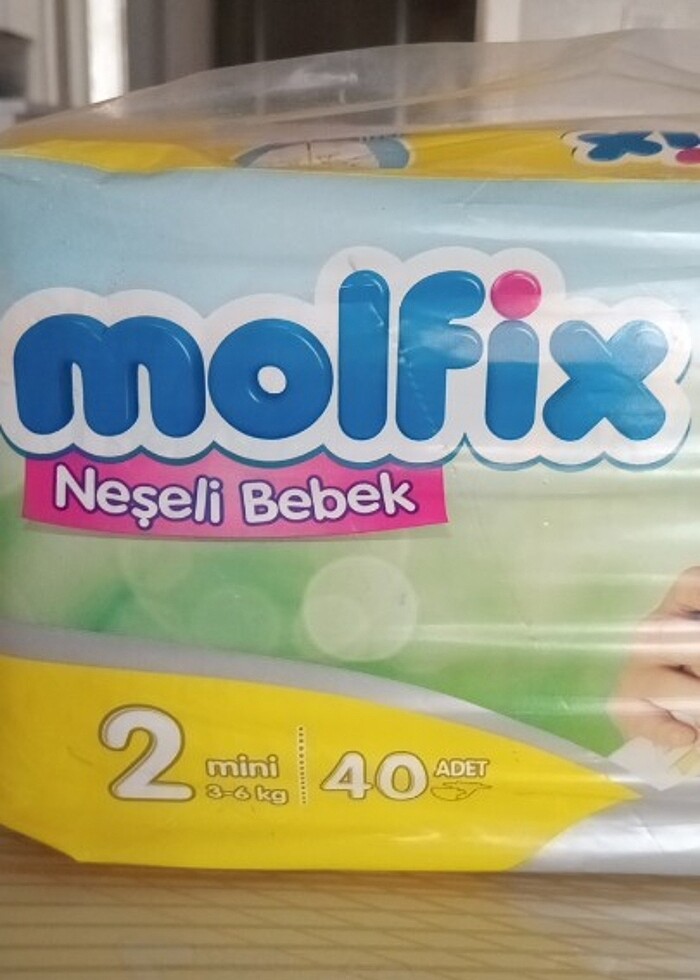 molfix
Neşeli Bebek
2 mini
3-6 kg
40 ADET